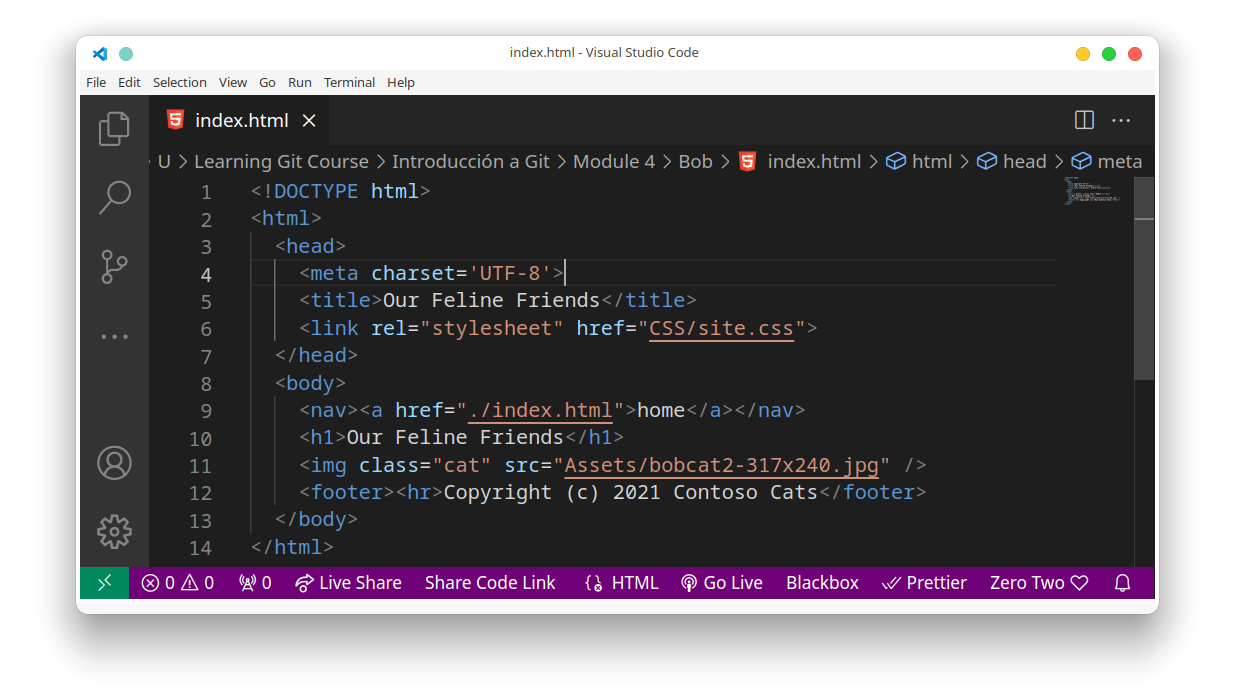 index.html - Visual Studio Code
File Edit Selection View Go Run Terminal Help
index.html
U > Learning Git Course > Introducción a Git > Module 4 > Bob > index.html > html > head > meta
1 <!DOCTYPE html>
2 <html>
3   <head>
4     <meta charset='UTF-8'>
5     <title>Our Feline Friends</title>
6     <link rel="stylesheet" href="CSS/site.css">
7   </head>
8   <body>
9     <nav><a href="./index.html">home</a></nav>
10     <h1>Our Feline Friends</h1>
11     <img class="cat" src="Assets/bobcat2-317x240.jpg" />
12     <footer><hr>Copyright (c) 2021 Contoso Cats</footer>
13   </body>
14 </html>
0 0 0 Live Share Share Code Link HTML Go Live Blackbox Prettier Zero Two